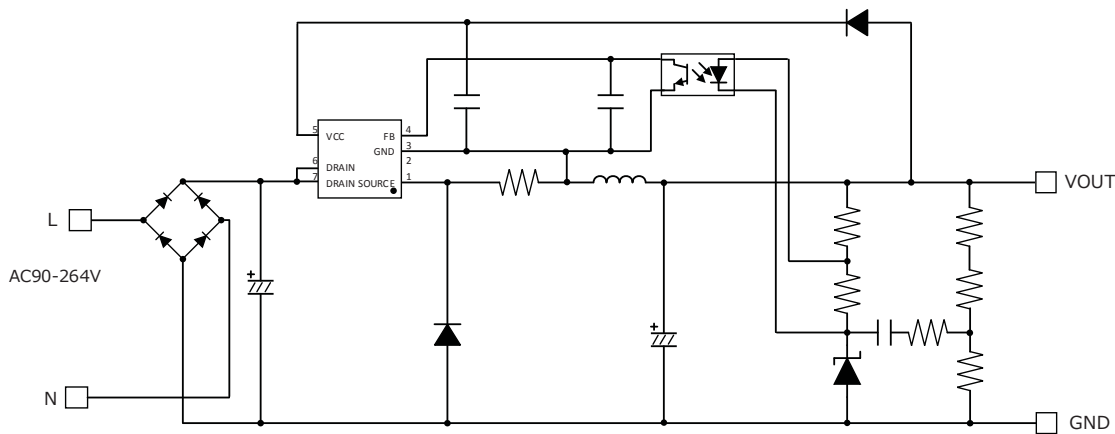 5 VCC FB 4
GND 3
6 DRAIN 2
7 DRAIN SOURCE 1
VOUT
L
AC90-264V
N
GND